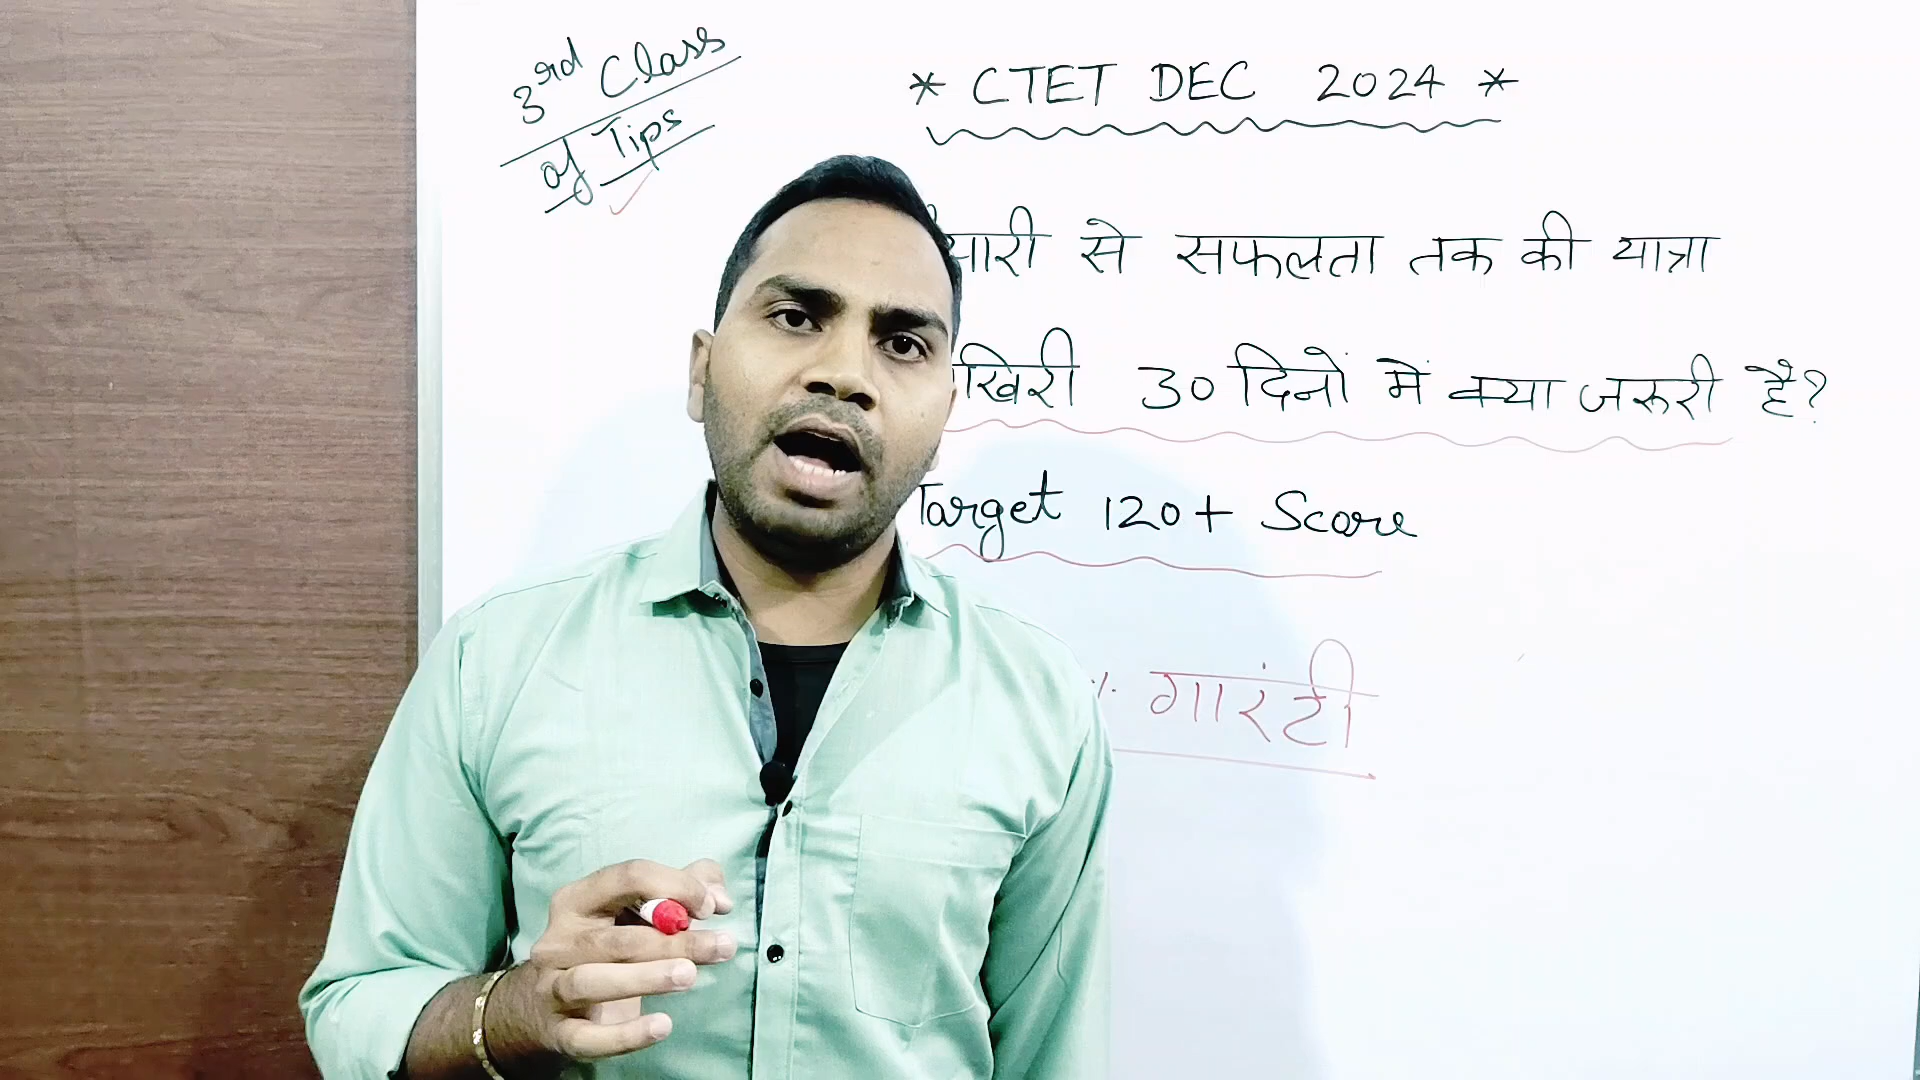 3rd Class
of Tips
* CTET DEC 2024 *
से सफलता तक की यात्रा
30 दिनों में क्या जरूरी है?
Target 120+ Score
गारंटी